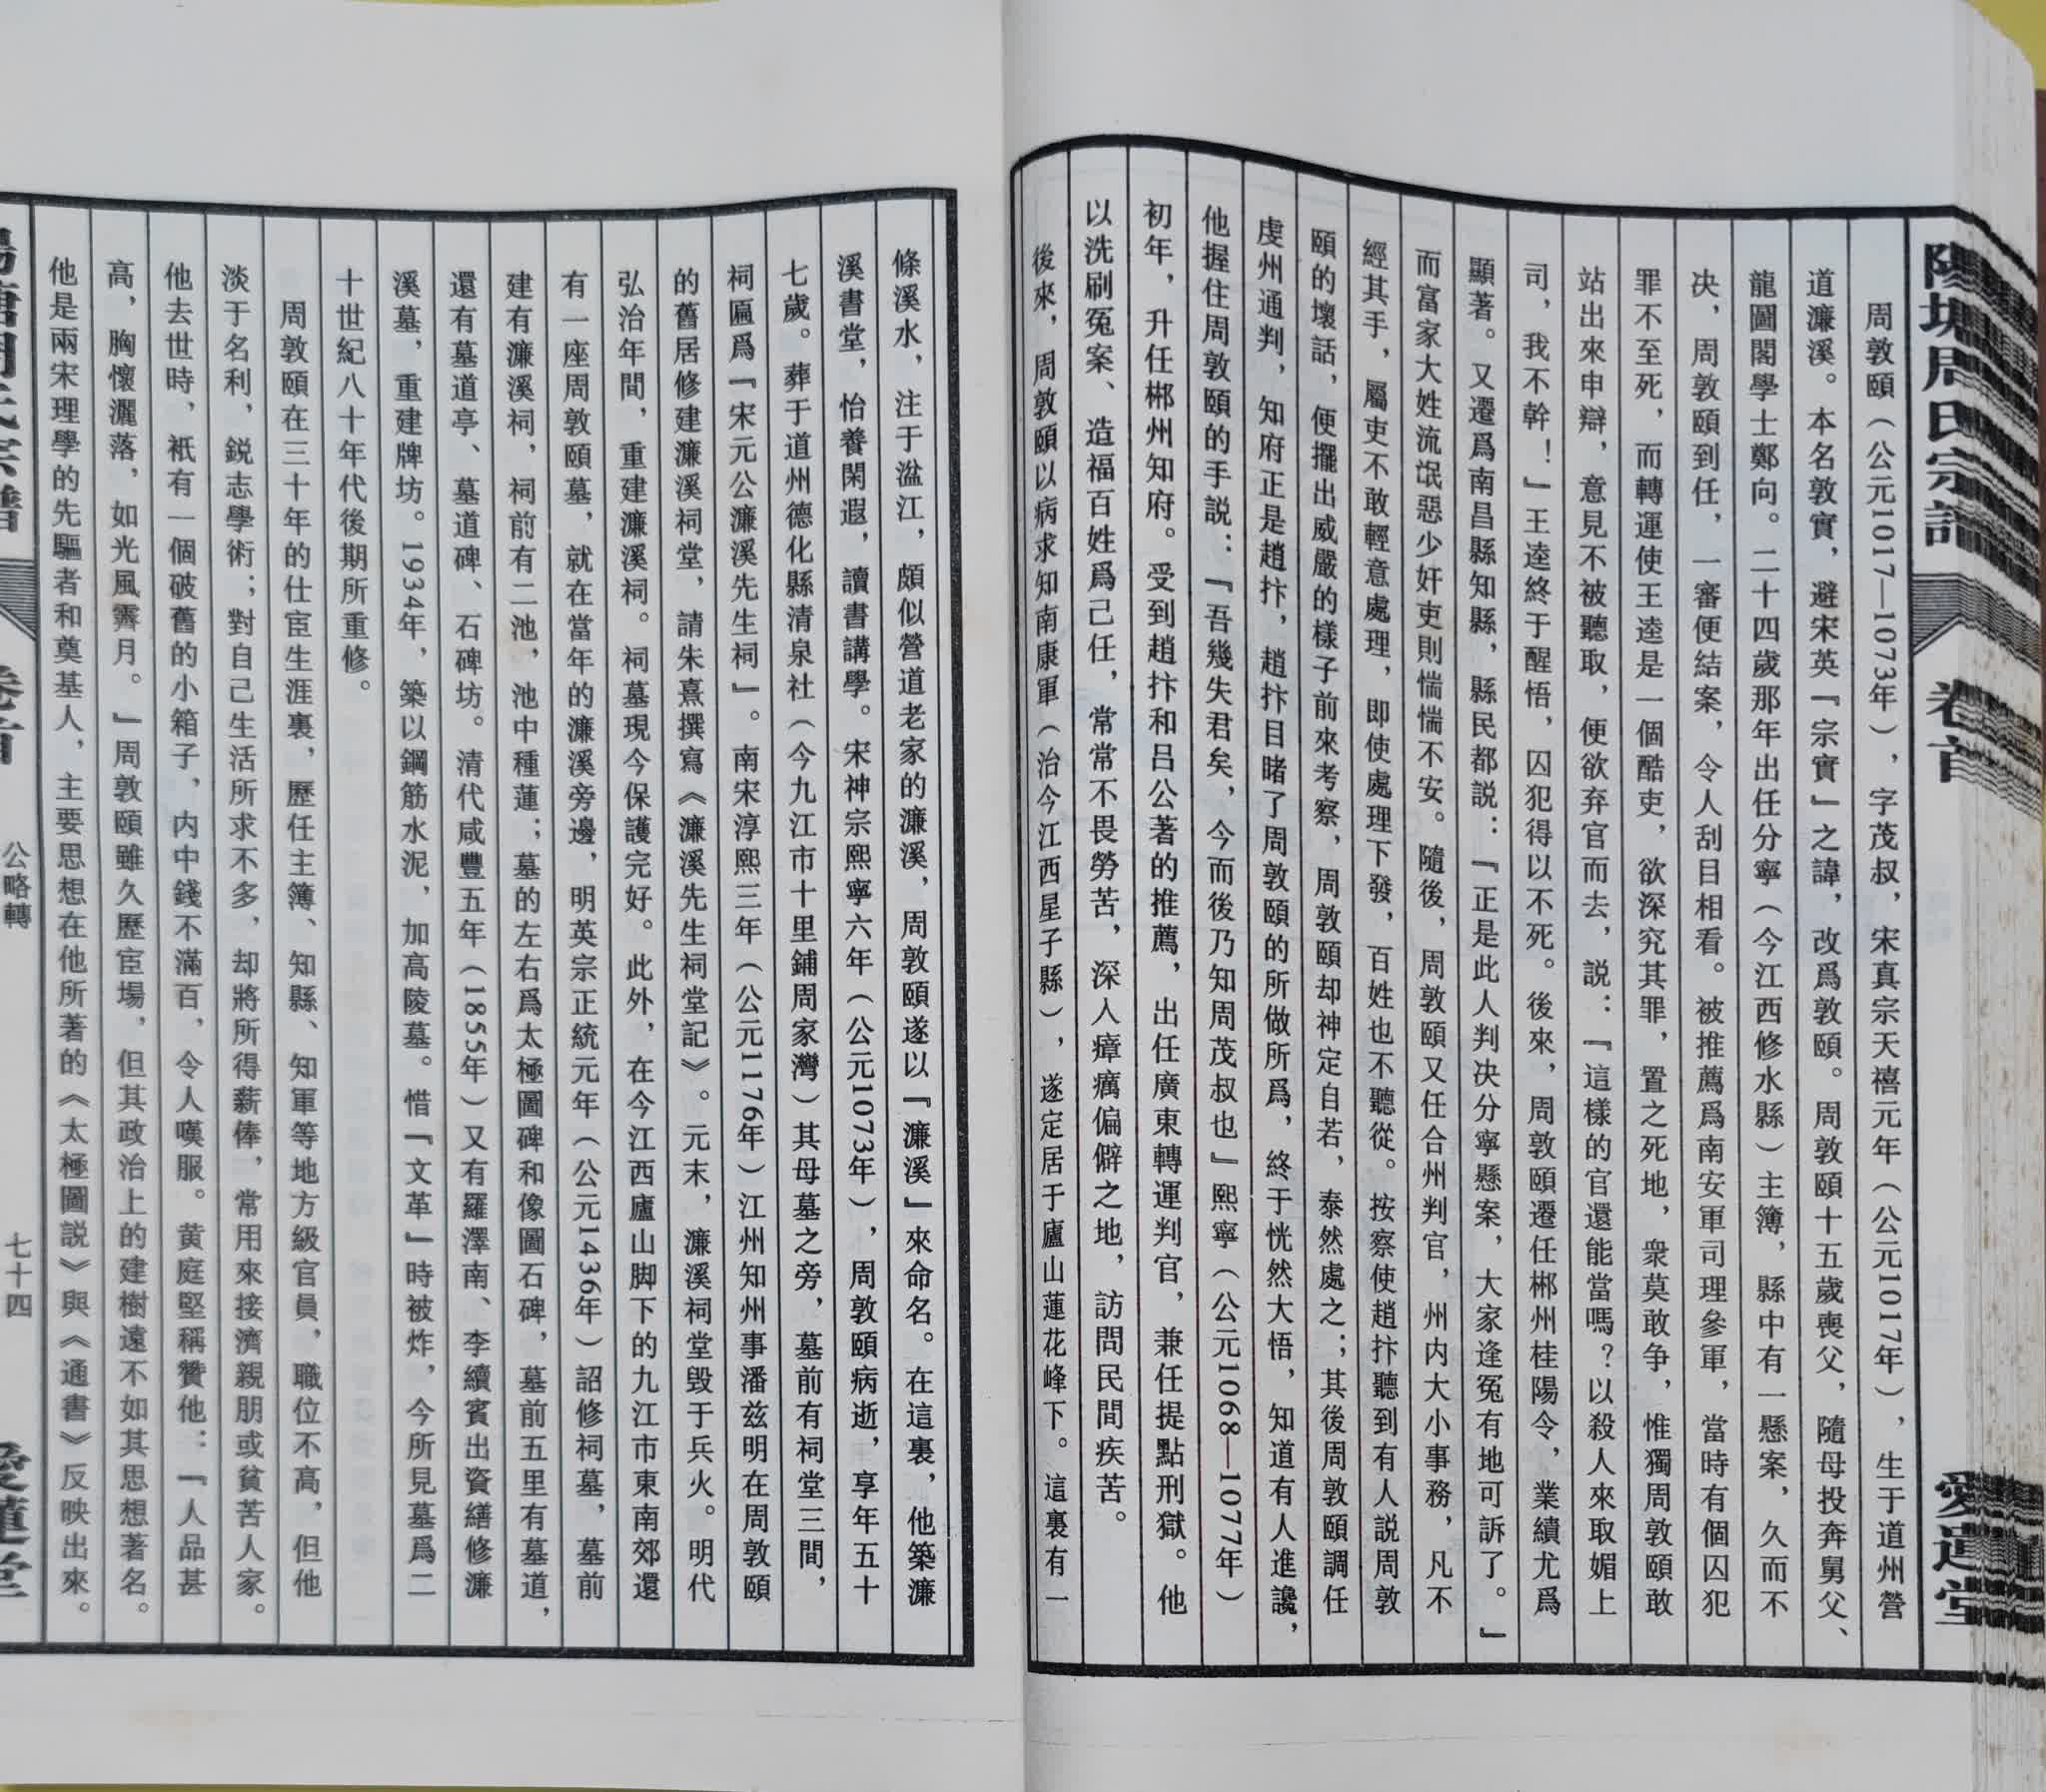 陽塘周氏宗譜
卷首
愛蓮堂
周敦頤（公元1017—1073年），字茂叔，宋真宗天禧元年（公元1017年），生于道州營
道濂溪。本名敦實，避宋英『宗實』之諱，改爲敦頤。周敦頤十五歲喪父，隨母投奔舅父、
龍圖閣學士鄭向。二十四歲那年出任分寧（今江西修水縣）主簿，縣中有一懸案，久而不
决，周敦頤到任，一審便結案，令人刮目相看。被推薦爲南安軍司理參軍，當時有個囚犯
罪不至死，而轉運使王逵是一個酷吏，欲深究其罪，置之死地，衆莫敢争，惟獨周敦頤敢
站出來申辯，意見不被聽取，便欲弃官而去，説：『這樣的官還能當嗎？以殺人來取媚上
司，我不幹！』王逵終于醒悟，囚犯得以不死。後來，周敦頤遷任郴州桂陽令，業績尤爲
顯著。又遷爲南昌縣知縣，縣民都説：『正是此人判决分寧懸案，大家逢冤有地可訴了。』
而富家大姓流氓惡少奸吏則惴惴不安。隨後，周敦頤又任合州判官，州内大小事務，凡不
經其手，屬吏不敢輕意處理，即使處理下發，百姓也不聽從。按察使趙抃聽到有人説周敦
頤的壞話，便擺出威嚴的樣子前來考察，周敦頤却神定自若，泰然處之；其後周敦頤調任
虔州通判，知府正是趙抃，趙抃目睹了周敦頤的所做所爲，終于恍然大悟，知道有人進讒，
他握住周敦頤的手説：『吾幾失君矣，今而後乃知周茂叔也』熙寧（公元1068—1077年）
初年，升任郴州知府。受到趙抃和吕公著的推薦，出任廣東轉運判官，兼任提點刑獄。他
以洗刷冤案、造福百姓爲己任，常常不畏勞苦，深入瘴癘偏僻之地，訪問民間疾苦。
後來，周敦頤以病求知南康軍（治今江西星子縣），遂定居于廬山蓮花峰下。這裏有一
條溪水，注于湓江，頗似營道老家的濂溪，周敦頤遂以『濂溪』來命名。在這裏，他築濂
溪書堂，怡養閑遐，讀書講學。宋神宗熙寧六年（公元1073年），周敦頤病逝，享年五十
七歲。葬于道州德化縣清泉社（今九江市十里鋪周家灣）其母墓之旁，墓前有祠堂三間，
祠匾爲『宋元公濂溪先生祠』。南宋淳熙三年（公元1176年）江州知州事潘兹明在周敦頤
的舊居修建濂溪祠堂，請朱熹撰寫《濂溪先生祠堂記》。元末，濂溪祠堂毁于兵火。明代
弘治年間，重建濂溪祠。祠墓現今保護完好。此外，在今江西廬山脚下的九江市東南郊還
有一座周敦頤墓，就在當年的濂溪旁邊，明英宗正統元年（公元1436年）詔修祠墓，墓前
建有濂溪祠，祠前有二池，池中種蓮；墓的左右爲太極圖碑和像圖石碑，墓前五里有墓道，
還有墓道亭、墓道碑、石碑坊。清代咸豐五年（1855年）又有羅澤南、李續賓出資繕修濂
溪墓，重建牌坊。1934年，築以鋼筋水泥，加高陵墓。惜『文革』時被炸，今所見墓爲二
十世紀八十年代後期所重修。
周敦頤在三十年的仕宦生涯裏，歷任主簿、知縣、知軍等地方級官員，職位不高，但他
淡于名利，鋭志學術；對自己生活所求不多，却將所得薪俸，常用來接濟親朋或貧苦人家。
他去世時，衹有一個破舊的小箱子，内中錢不滿百，令人嘆服。黄庭堅稱贊他：『人品甚
高，胸懷灑落，如光風霽月。』周敦頤雖久歷宦場，但其政治上的建樹遠不如其思想著名。
他是兩宋理學的先驅者和奠基人，主要思想在他所著的《太極圖説》與《通書》反映出來。
陽塘周氏宗譜
卷首
公略轉
七十四
愛蓮堂